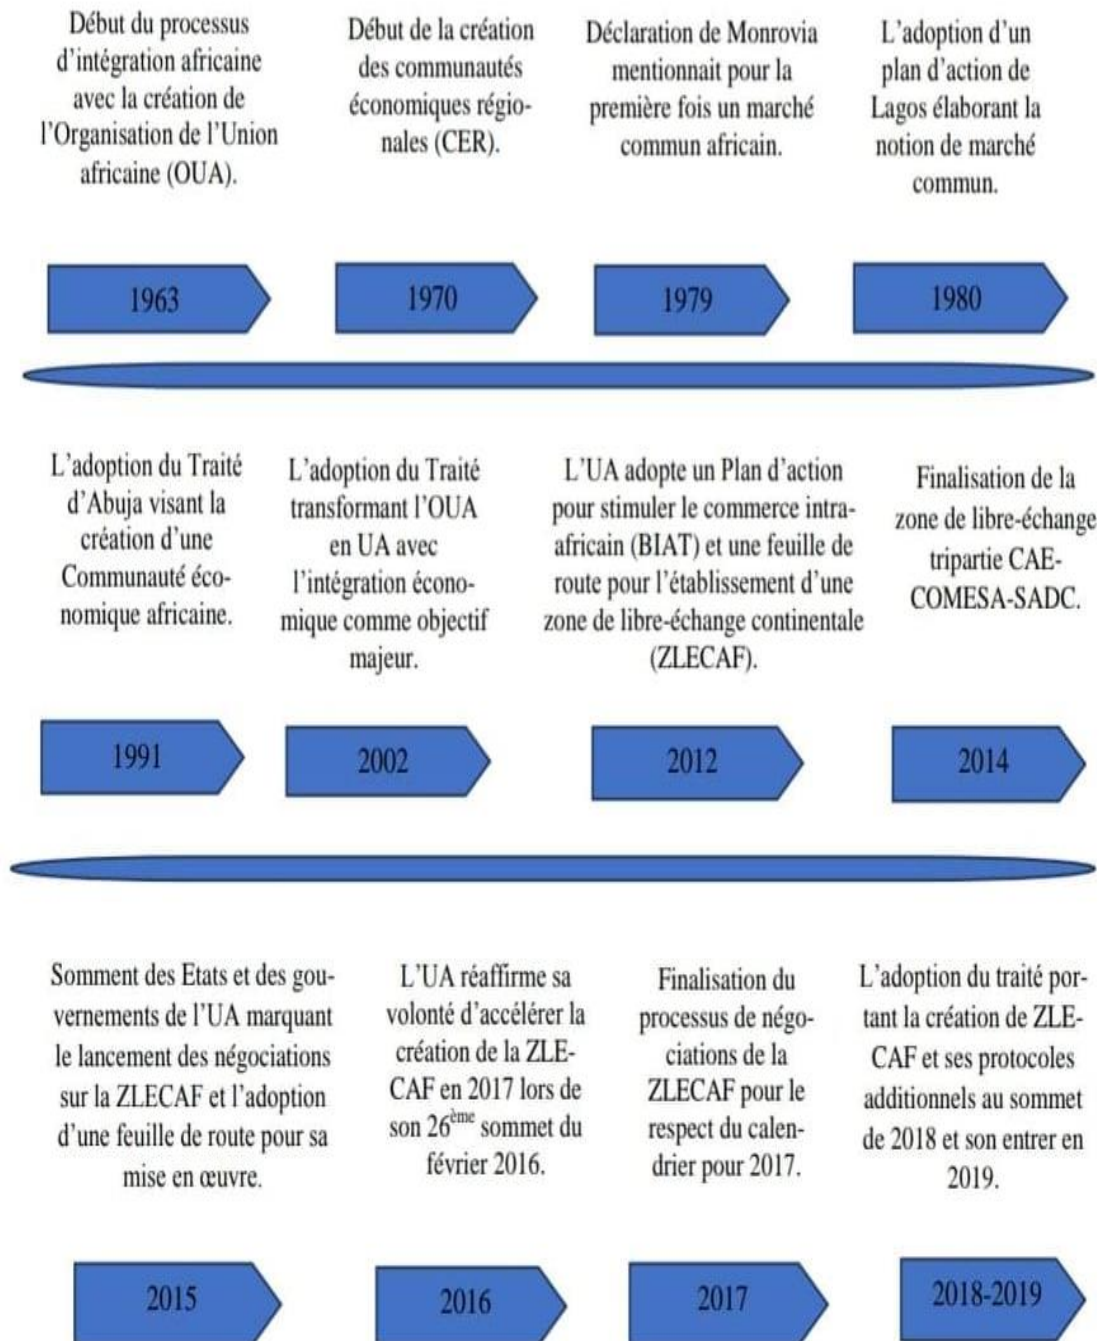 Début du processus
d'intégration africaine
avec la création de
l'Organisation de l'Union
africaine (OUA).
1963
Début de la création
des communautés
économiques régio-
nales (CER).
1970
Déclaration de Monrovia
mentionnait pour la
première fois un marché
commun africain.
1979
L'adoption d'un
plan d'action de
Lagos élaborant la
notion de marché
commun.
1980
L'adoption du Traité
d'Abuja visant la
création d'une
Communauté éco-
nomique africaine.
1991
L'adoption du Traité
transformant l'OUA
en UA avec
l'intégration écono-
mique comme objectif
majeur.
2002
L'UA adopte un Plan d'action
pour stimuler le commerce intra-
africain (BIAT) et une feuille de
route pour l'établissement d'une
zone de libre-échange continentale
(ZLECAF).
2012
Finalisation de la
zone de libre-échange
tripartie CAE-
COMESA-SADC.
2014
Somment des Etats et des gou-
vernements de l'UA marquant
le lancement des négociations
sur la ZLECAF et l'adoption
d'une feuille de route pour sa
mise en œuvre.
2015
L'UA réaffirme sa
volonté d'accélérer la
création de la ZLE-
CAF en 2017 lors de
son 26ème sommet du
février 2016.
2016
Finalisation du
processus de négo-
ciations de la
ZLECAF pour le
respect du calen-
drier pour 2017.
2017
L'adoption du traité por-
tant la création de ZLE-
CAF et ses protocoles
additionnels au sommet
de 2018 et son entrer en
2019.
2018-2019